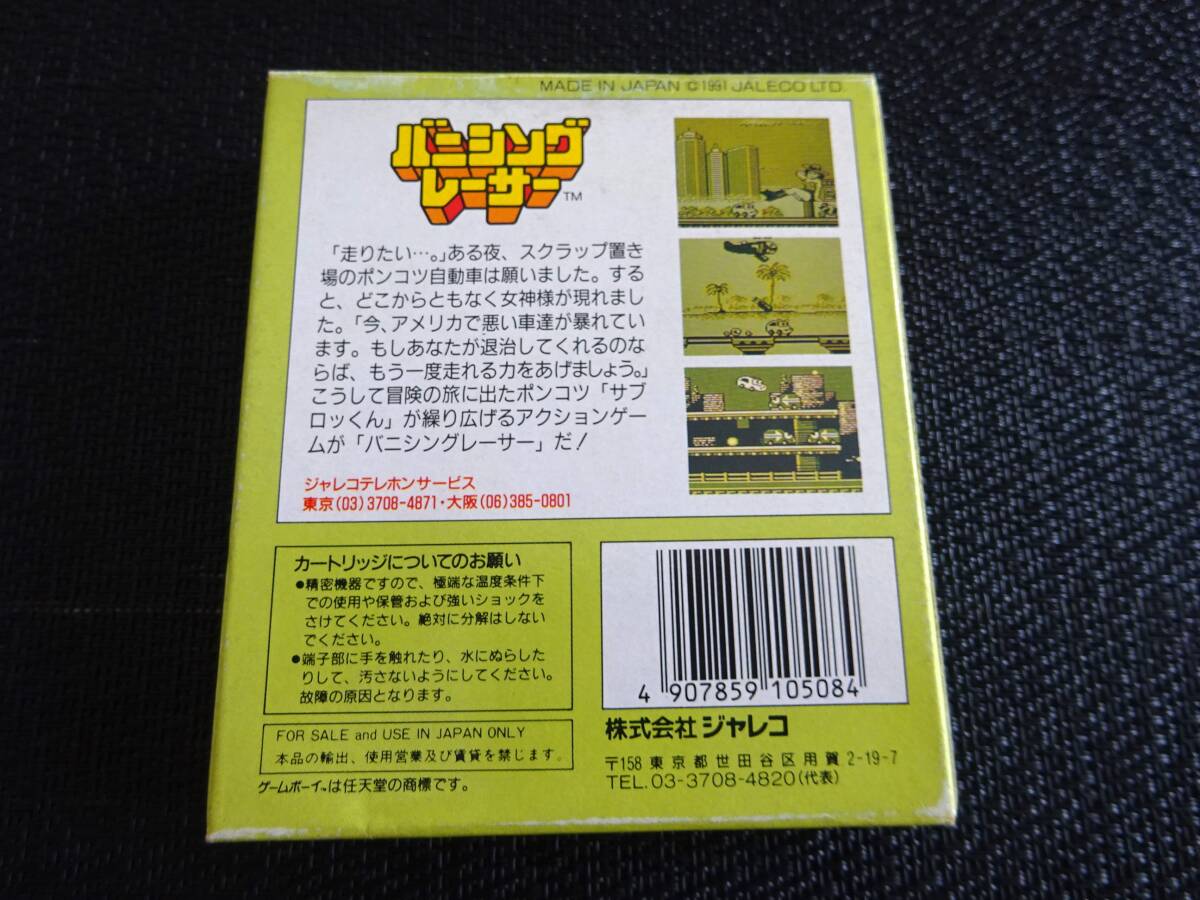 MADE IN JAPAN ©1991 JALECO LTD.
バニシング
レーサー™
「走りたい…。」ある夜、スクラップ置き
場のポンコツ自動車は願いました。する
と、どこからともなく女神様が現れまし
た。「今、アメリカで悪い車達が暴れてい
ます。もしあなたが退治してくれるのな
らば、もう一度走れる力をあげましょう。」
こうして冒険の旅に出たポンコツ「サブ
ロッくん」が繰り広げるアクションゲー
ムが「バニシングレーサー」だ!
ジャレコテレホンサービス
東京(03)3708-4871・大阪(06)385-0801
カートリッジについてのお願い
●精密機器ですので、極端な温度条件下
での使用や保管および強いショックを
さけてください。絶対に分解はしない
でください。
●端子部に手を触れたり、水にぬらした
りして、汚さないようにしてください。
故障の原因となります。
FOR SALE and USE IN JAPAN ONLY
本品の輸出、使用営業及び賃貸を禁じます。
ゲームボーイ™は任天堂の商標です。
4 907859 105084
株式会社 ジャレコ
〒158 東京都世田谷区用賀2-19-7
TEL.03-3708-4820(代表)